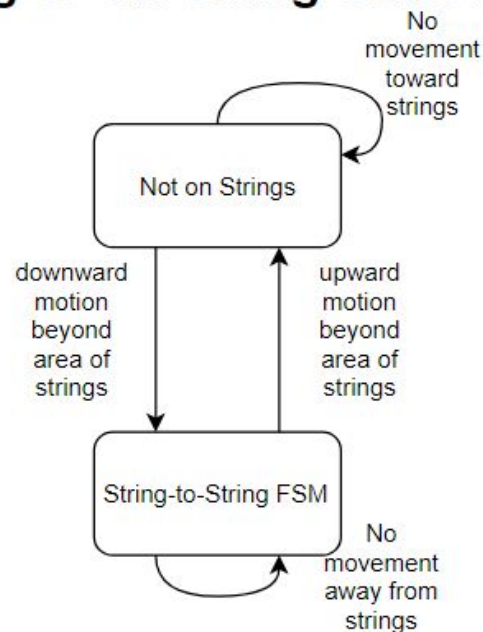 No
movement
toward
strings
Not on Strings
downward
motion
beyond
area of
strings
upward
motion
beyond
area of
strings
String-to-String FSM
No
movement
away from
strings